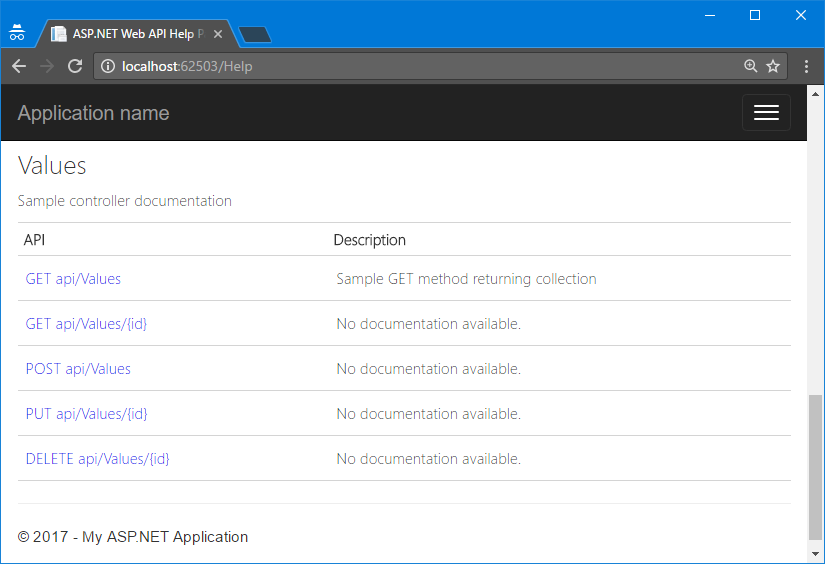 ASP.NET Web API Help P
localhost:62503/Help
Application name
Values
Sample controller documentation
API Description
GET api/Values Sample GET method returning collection
GET api/Values/{id} No documentation available.
POST api/Values No documentation available.
PUT api/Values/{id} No documentation available.
DELETE api/Values/{id} No documentation available.
© 2017 - My ASP.NET Application